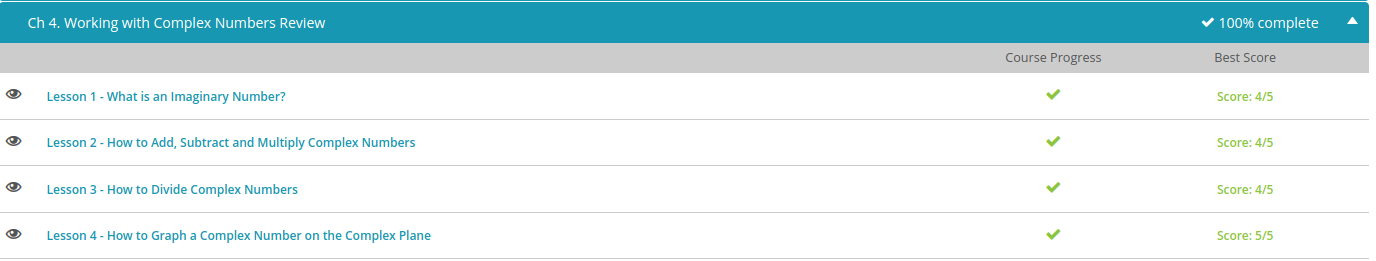 Ch 4. Working with Complex Numbers Review 100% complete
Course Progress Best Score
Lesson 1 - What is an Imaginary Number? Score: 4/5
Lesson 2 - How to Add, Subtract and Multiply Complex Numbers Score: 4/5
Lesson 3 - How to Divide Complex Numbers Score: 4/5
Lesson 4 - How to Graph a Complex Number on the Complex Plane Score: 5/5